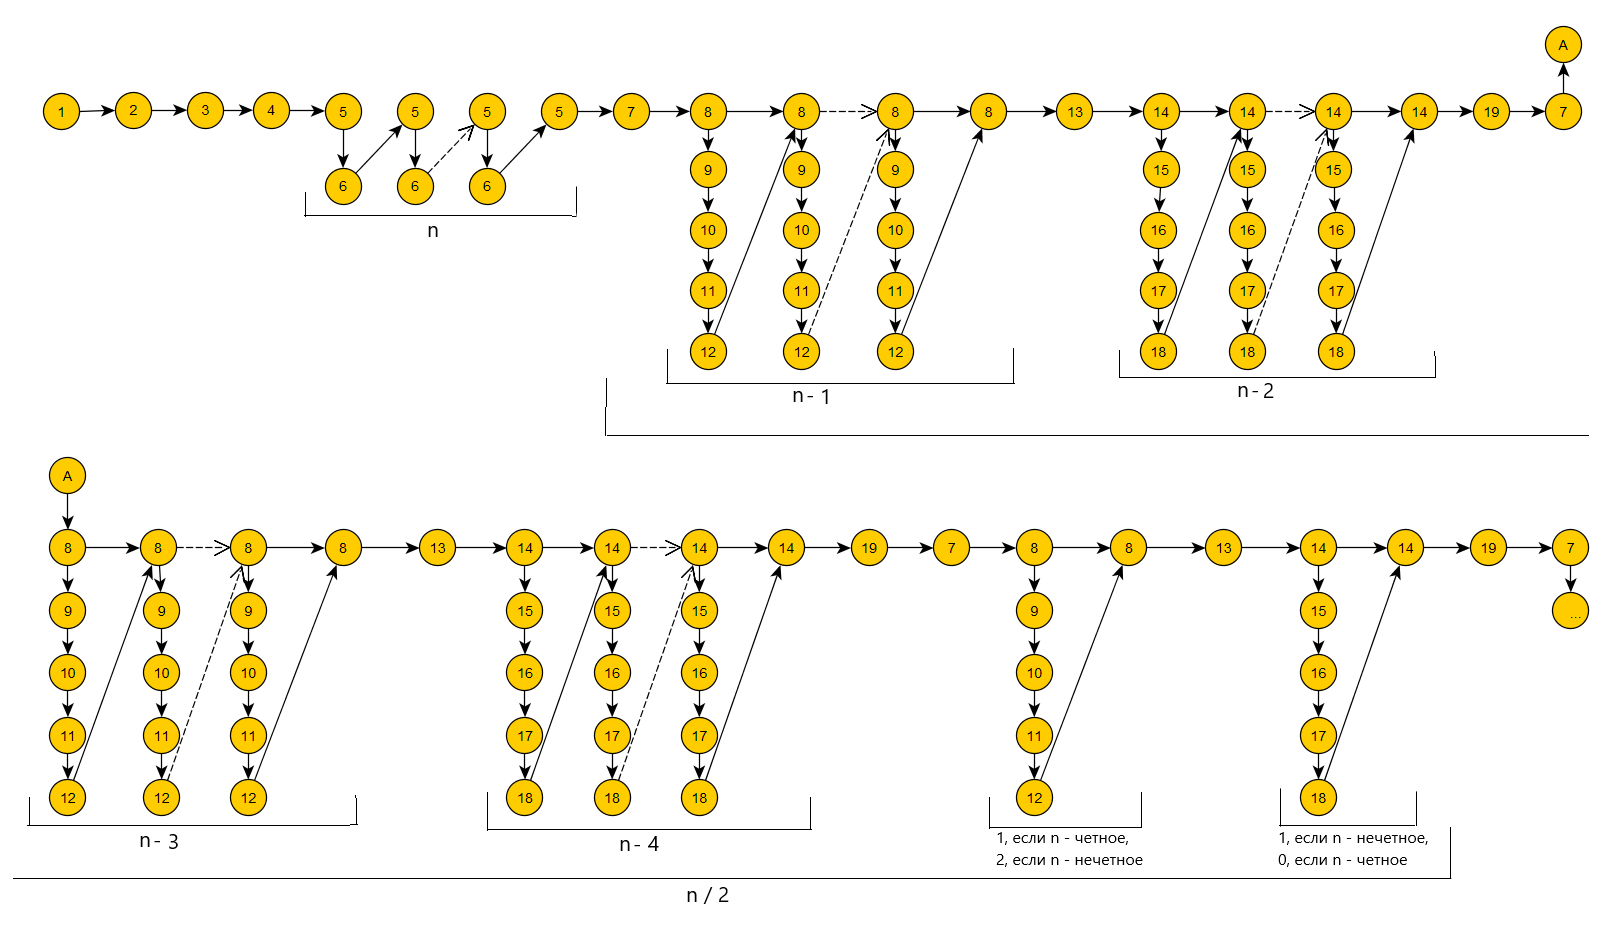 A
1 2 3 4 5 5 5 5 7 8 8 8 8 13 14 14 14 14 19 7
9 9 9 15 15 15
6 6 6
n
10 10 10 16 16 16
11 11 11 17 17 17
12 12 12 18 18 18
n - 1
n - 2
A
8 8 8 8 13 14 14 14 14 19 7 8 8 13 14 14 19 7
9 9 9 15 15 15 9 15 ...
10 10 10 16 16 16 10 16
11 11 11 17 17 17 11 17
12 12 12 18 18 18 12 18
n - 3
n - 4
1, если n - четное,
2, если n - нечетное
1, если n - нечетное,
0, если n - четное
n / 2